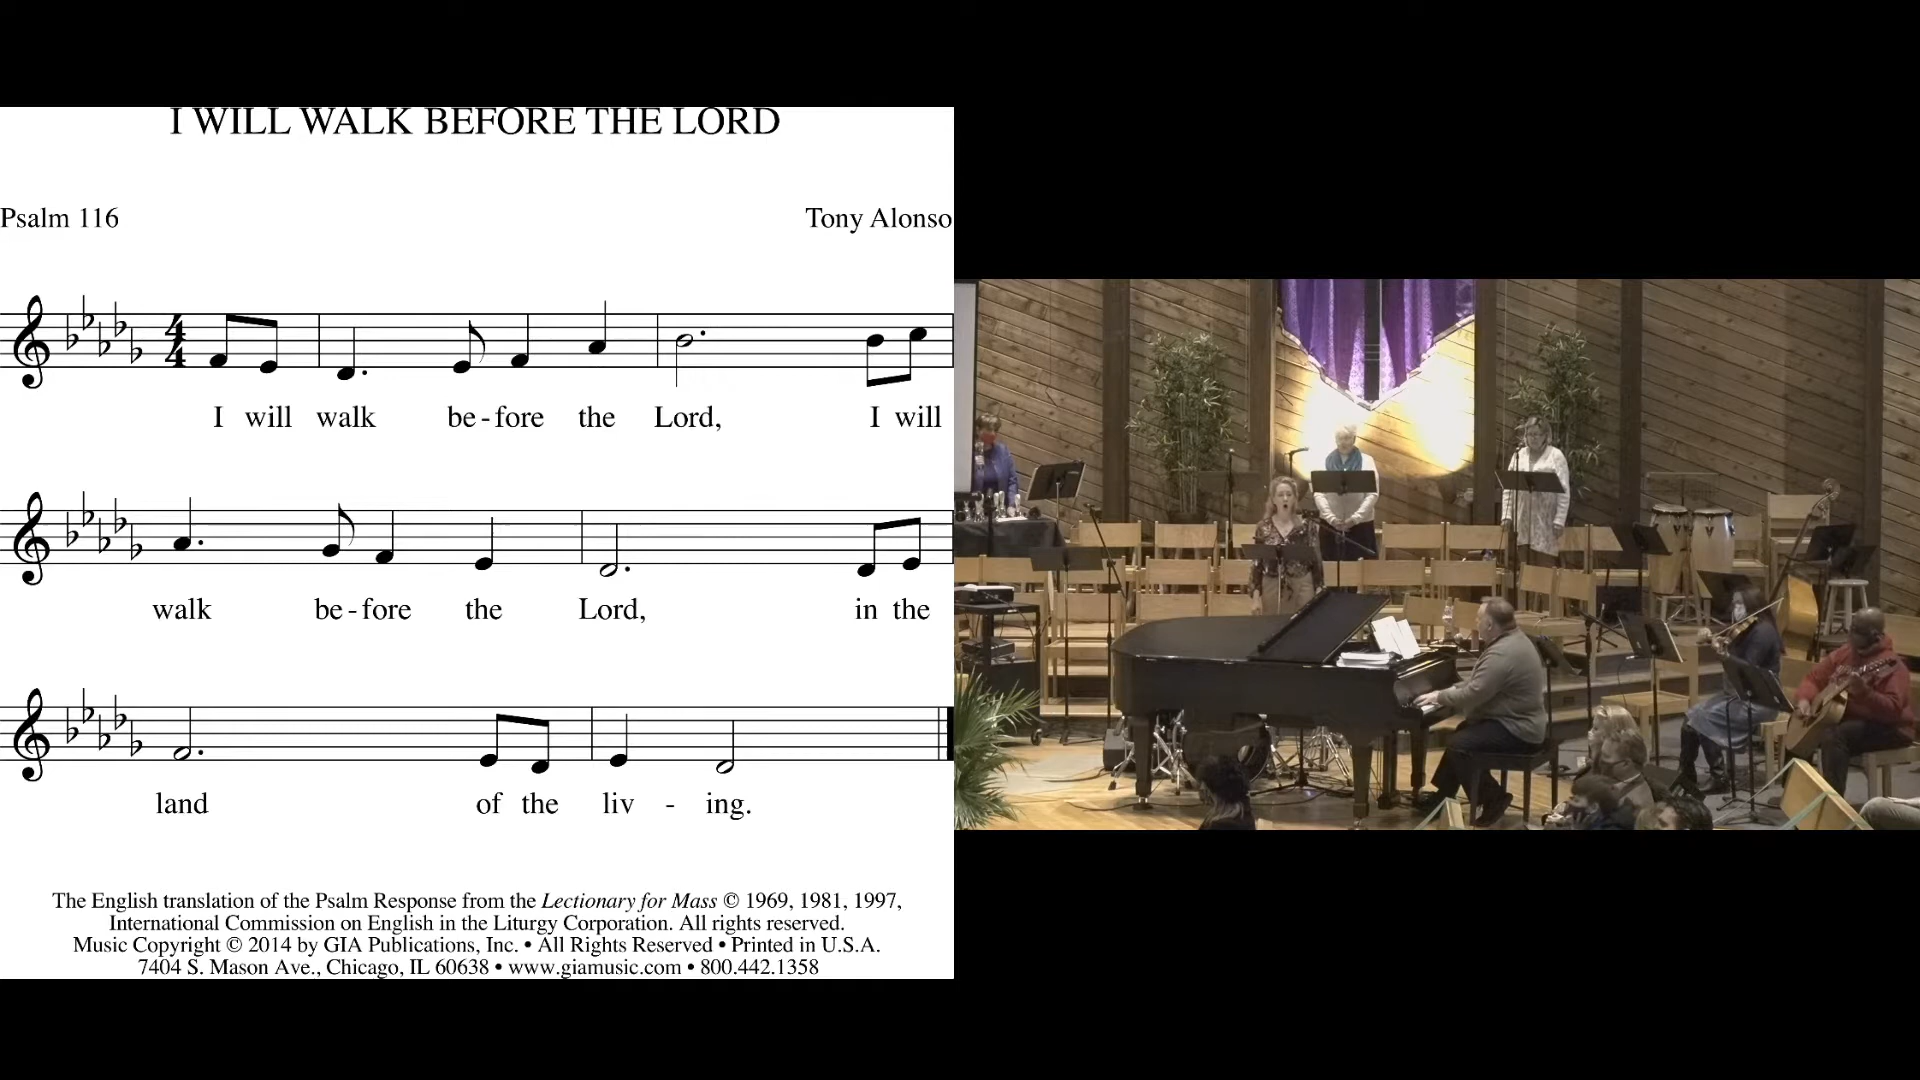 I WILL WALK BEFORE THE LORD
Psalm 116
Tony Alonso
4
4
I will walk be - fore the Lord, I will
walk be - fore the Lord, in the
land of the liv - ing.
The English translation of the Psalm Response from the Lectionary for Mass © 1969, 1981, 1997,
International Commission on English in the Liturgy Corporation. All rights reserved.
Music Copyright © 2014 by GIA Publications, Inc. • All Rights Reserved • Printed in U.S.A.
7404 S. Mason Ave., Chicago, IL 60638 • www.giamusic.com • 800.442.1358